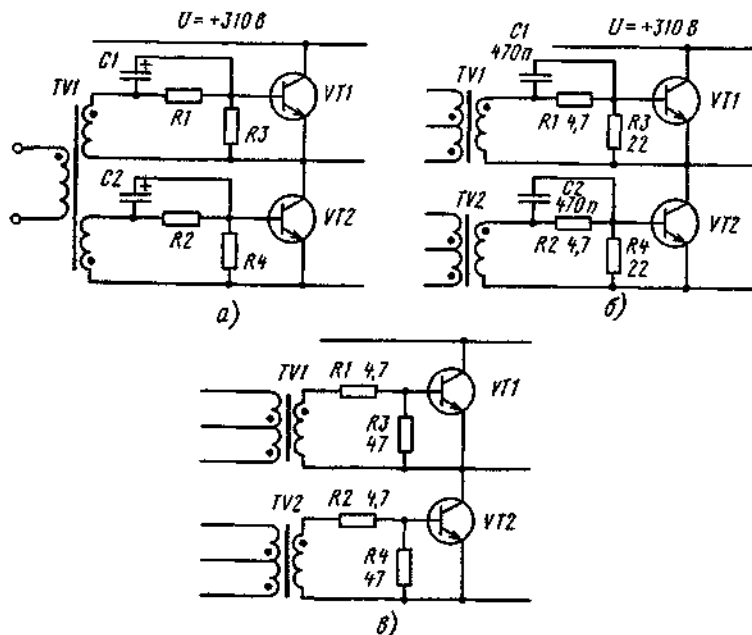 U = +310 В
C1
TV1
R1
VT1
R3
C2
R2
VT2
R4
а)
C1
470п
U = +310 В
TV1
R1 4,7
VT1
R3
22
TV2
C2
470п
R2 4,7
VT2
R4
22
б)
TV1
R1 4,7
VT1
R3
47
TV2
R2 4,7
VT2
R4
47
в)